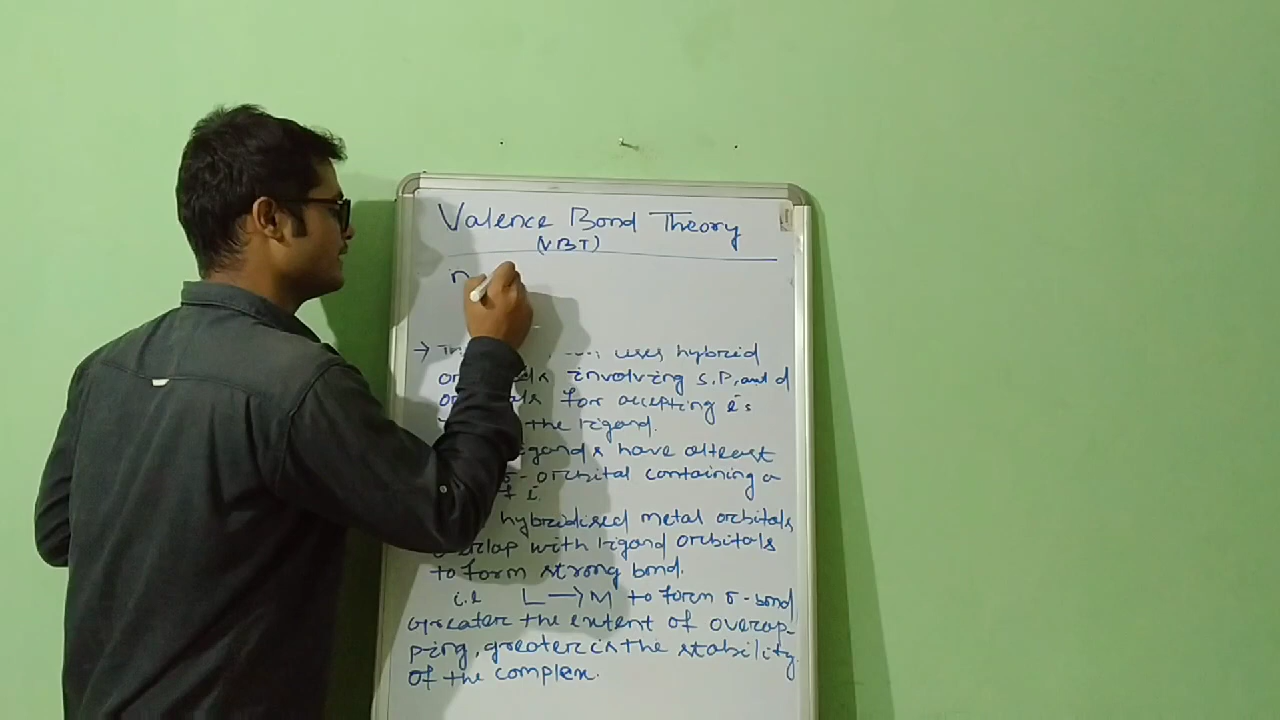 Valence Bond Theory
(VBT)
n
→ uses hybrid
involving s, P, and d
for accepting ē's
the ligand.
have atleast
σ- orbital containing a
hybridised metal orbitals
with ligand orbitals
to form strong bond.
i.e L → M to form σ-bond
Greater the extent of overap-
ping, greater is the stability
of the complex.